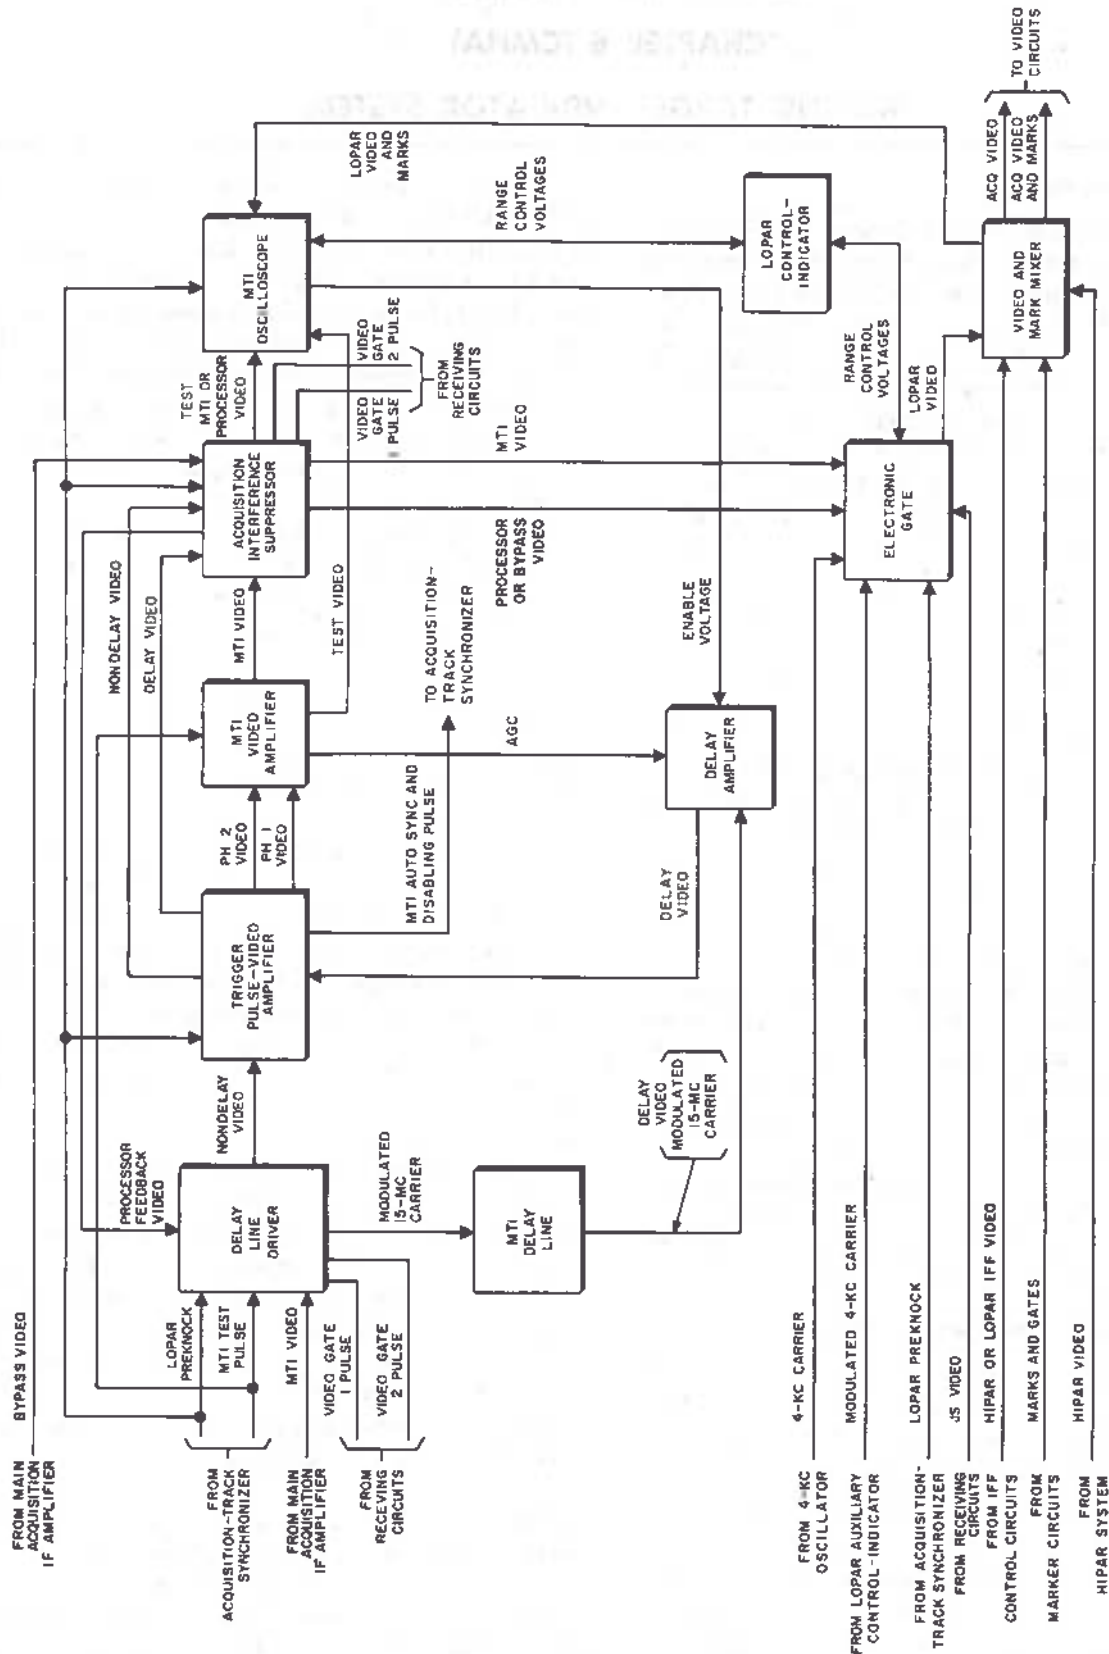 FROM MAIN
ACQUISITION
IF AMPLIFIER
BYPASS VIDEO
FROM
ACQUISITION-TRACK
SYNCHRONIZER
LOPAR
PREKNOCK
MTI TEST
PULSE
FROM MAIN
ACQUISITION
IF AMPLIFIER
MTI VIDEO
FROM
RECEVING
CIRCUITS
VIDEO GATE
1 PULSE
VIDEO GATE
2 PULSE
PROCESSOR
FEEDBACK
VIDEO
DELAY
LINE
DRIVER
NONDELAY
VIDEO
MODULATED
15-MC
CARRIER
MTI
DELAY
LINE
DELAY
VIDEO
MODULATED
15-MC
CARRIER
TRIGGER
PULSE-VIDEO
AMPLIFIER
PH 2
VIDEO
PH 1
VIDEO
MTI AUTO SYNC AND
DISABLING PULSE
TO ACQUISITION-
TRACK
SYNCHRONIZER
DELAY
VIDEO
NONDELAY VIDEO
DELAY VIDEO
MTI
VIDEO
AMPLIFIER
MTI VIDEO
TEST VIDEO
AGC
DELAY
AMPLIFIER
ENABLE
VOLTAGE
ACQUISITION
INTERFERENCE
SUPPRESSOR
TEST
MTI OR
PROCESSOR
VIDEO
VIDEO
GATE 1
PULSE
VIDEO
GATE
2 PULSE
FROM
RECEIVING
CIRCUITS
MTI
VIDEO
PROCESSOR
OR BYPASS
VIDEO
MTI
OSCILLOSCOPE
LOPAR
VIDEO
AND
MARKS
RANGE
CONTROL
VOLTAGES
LOPAR
CONTROL-
INDICATOR
RANGE
CONTROL
VOLTAGES
LOPAR
VIDEO
ELECTRONIC
GATE
VIDEO AND
MARK MIXER
ACQ VIDEO
ACQ VIDEO
AND MARKS
TO VIDEO
CIRCUITS
FROM 4-KC
OSCILLATOR
4-KC CARRIER
FROM LOPAR AUXILIARY
CONTROL-INDICATOR
MODULATED 4-KC CARRIER
FROM ACQUISITION-
TRACK SYNCHRONIZER
LOPAR PREKNOCK
FROM RECEIVING
CIRCUITS
JS VIDEO
FROM IFF
CONTROL CIRCUITS
HIPAR OR LOPAR IFF VIDEO
FROM
MARKER CIRCUITS
MARKS AND GATES
FROM
HIPAR SYSTEM
HIPAR VIDEO